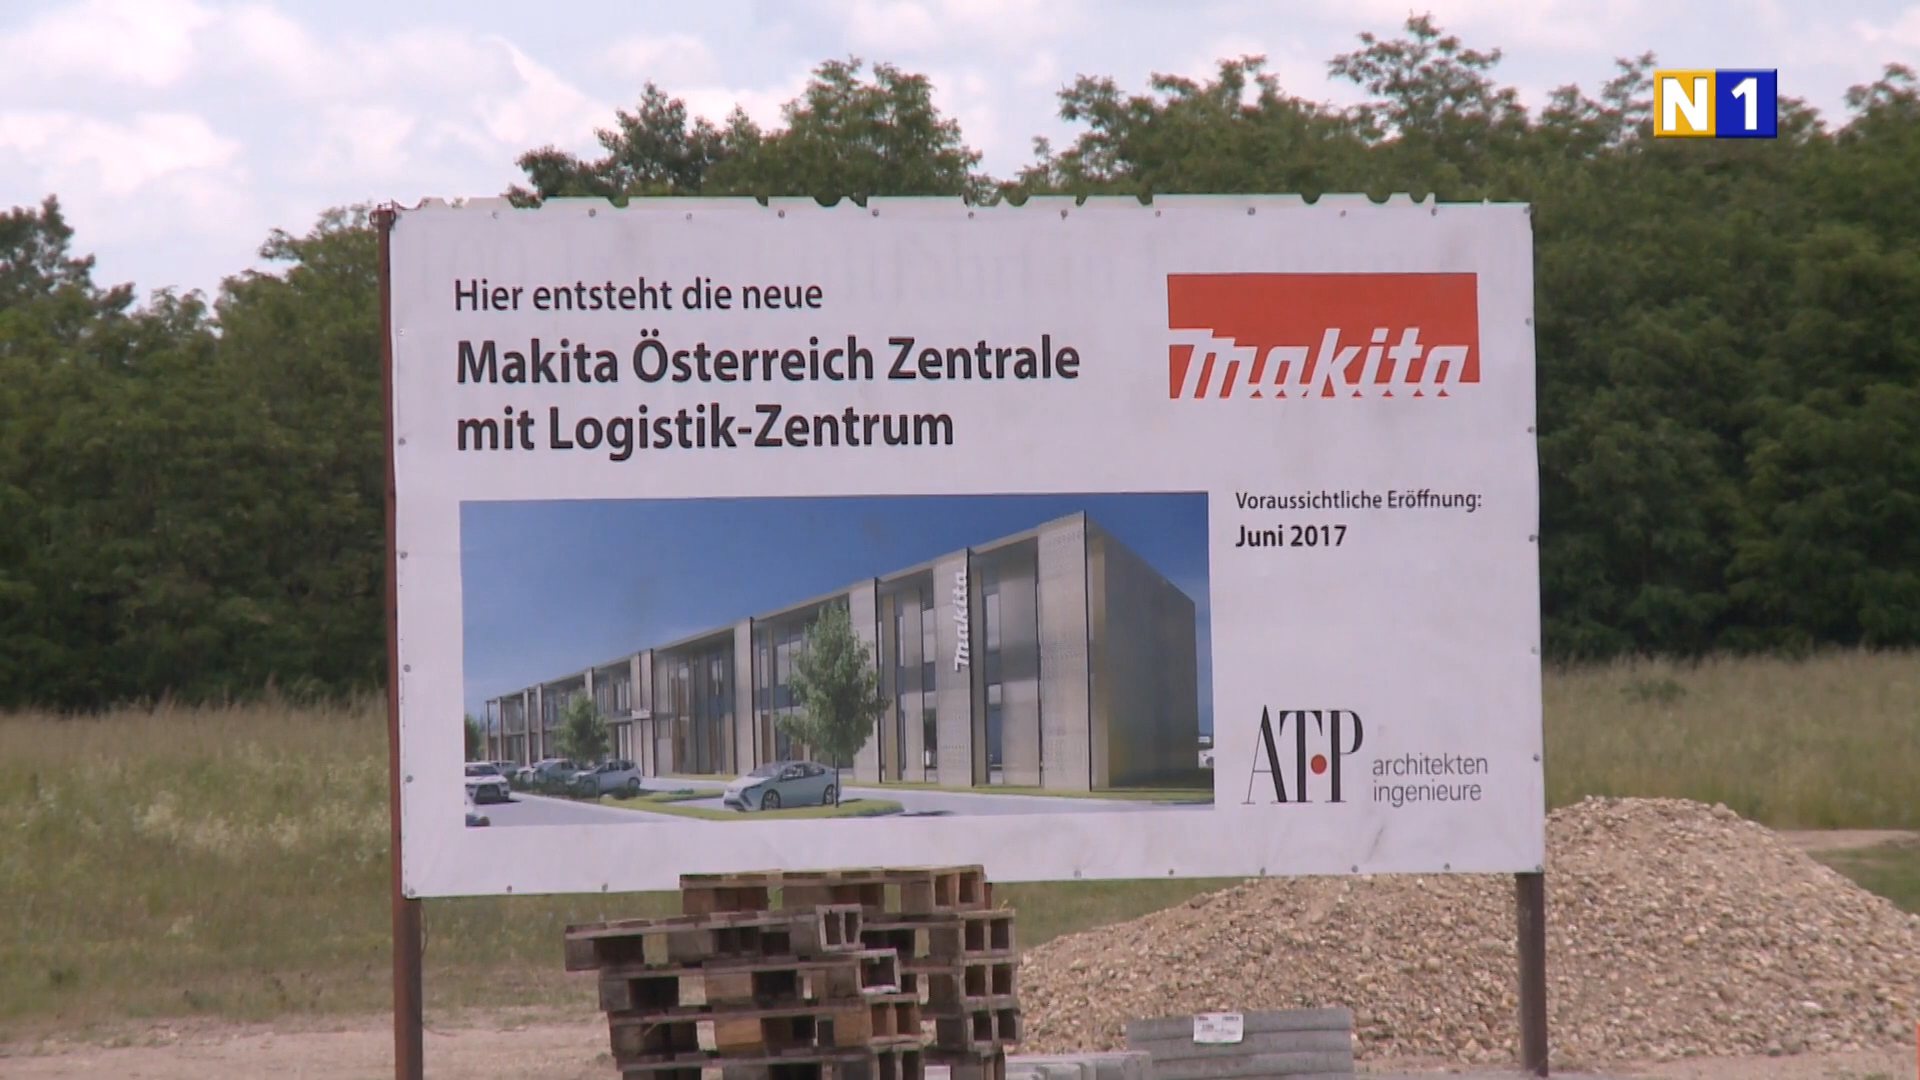 N1
Hier entsteht die neue
Makita Österreich Zentrale
mit Logistik-Zentrum
Makita
Voraussichtliche Eröffnung:
Juni 2017
Makita
ATP architekten
ingenieure